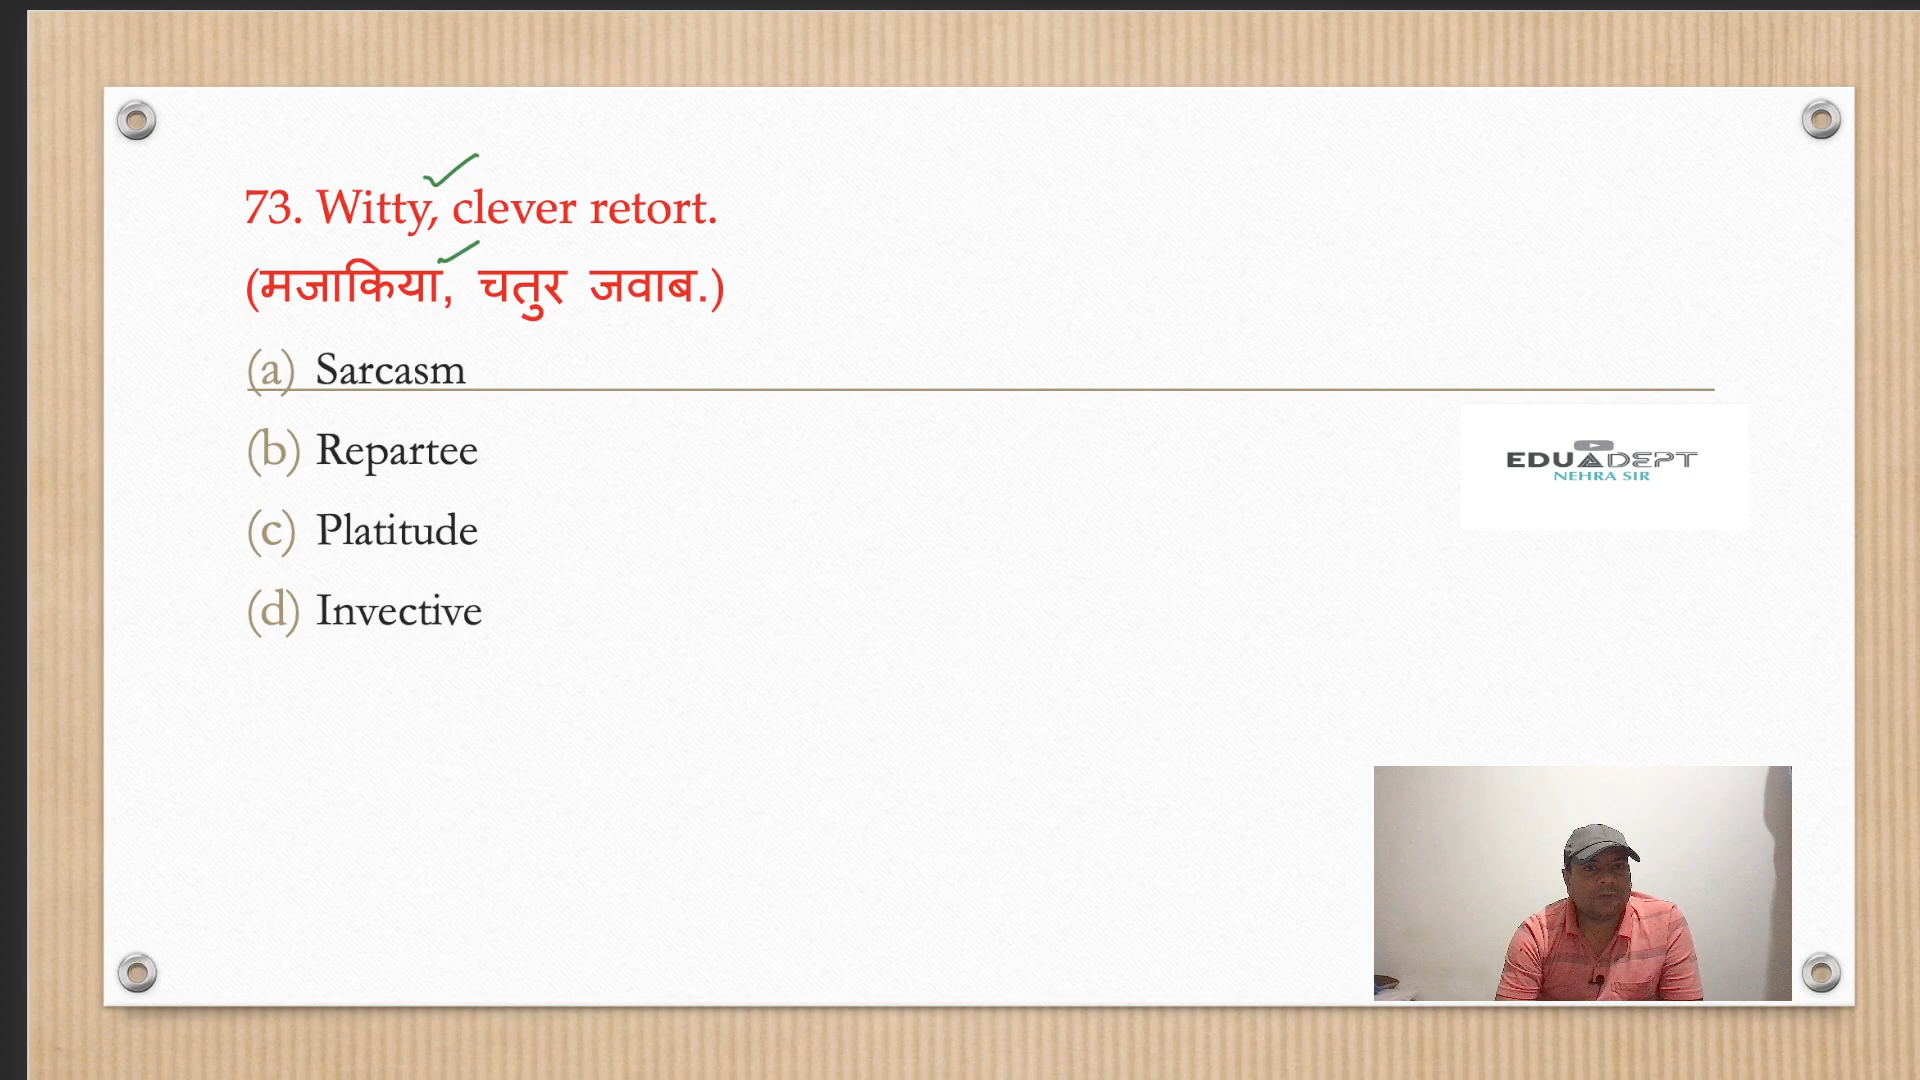 73. Witty, clever retort.
(मजाकिया, चतुर जवाब.)
(a) Sarcasm
(b) Repartee
(c) Platitude
(d) Invective
EDUADEPT
NEHRA SIR